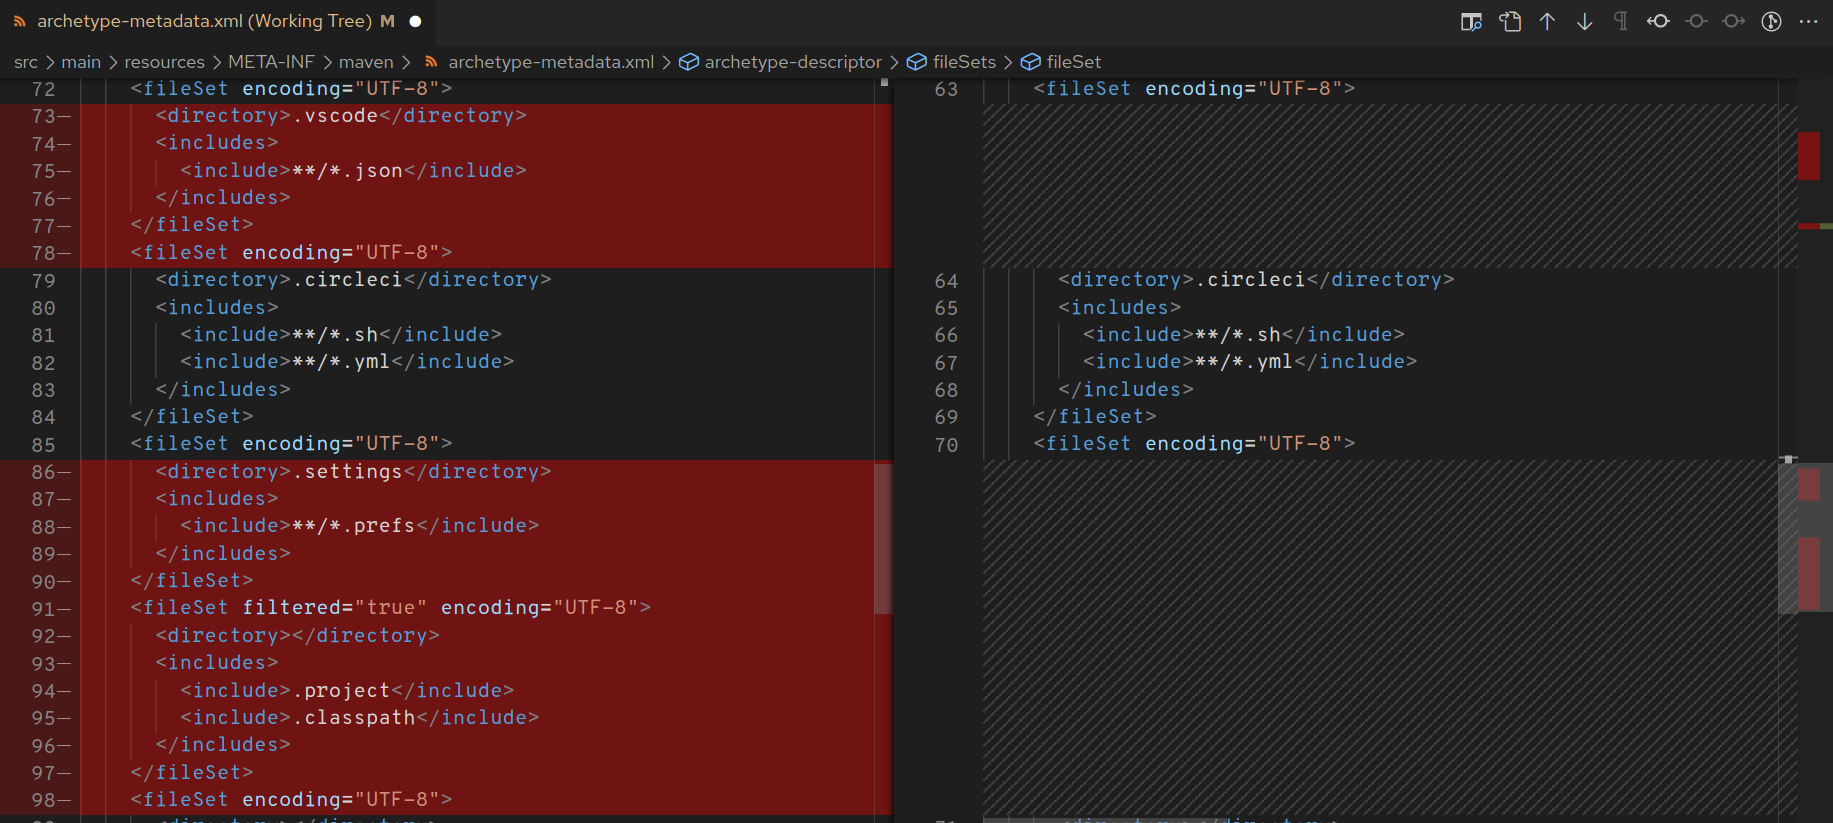 archetype-metadata.xml (Working Tree) M
src > main > resources > META-INF > maven > archetype-metadata.xml > archetype-descriptor > fileSets > fileSet
72 <fileSet encoding="UTF-8">
73— <directory>.vscode</directory>
74— <includes>
75— <include>**/*.json</include>
76— </includes>
77— </fileSet>
78— <fileSet encoding="UTF-8">
79 <directory>.circleci</directory>
80 <includes>
81 <include>**/*.sh</include>
82 <include>**/*.yml</include>
83 </includes>
84 </fileSet>
85 <fileSet encoding="UTF-8">
86— <directory>.settings</directory>
87— <includes>
88— <include>**/*.prefs</include>
89— </includes>
90— </fileSet>
91— <fileSet filtered="true" encoding="UTF-8">
92— <directory></directory>
93— <includes>
94— <include>.project</include>
95— <include>.classpath</include>
96— </includes>
97— </fileSet>
98— <fileSet encoding="UTF-8">
63 <fileSet encoding="UTF-8">
64 <directory>.circleci</directory>
65 <includes>
66 <include>**/*.sh</include>
67 <include>**/*.yml</include>
68 </includes>
69 </fileSet>
70 <fileSet encoding="UTF-8">